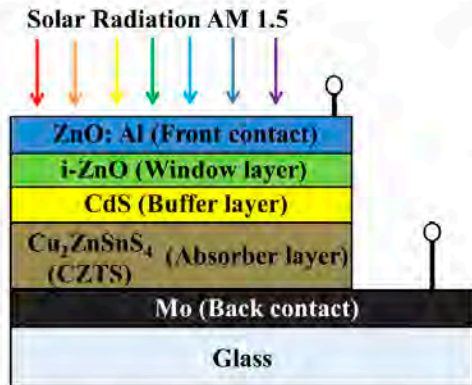 Solar Radiation AM 1.5
ZnO: Al (Front contact)
i-ZnO (Window layer)
CdS (Buffer layer)
Cu₂ZnSnS₄ (Absorber layer)
(CZTS)
Mo (Back contact)
Glass